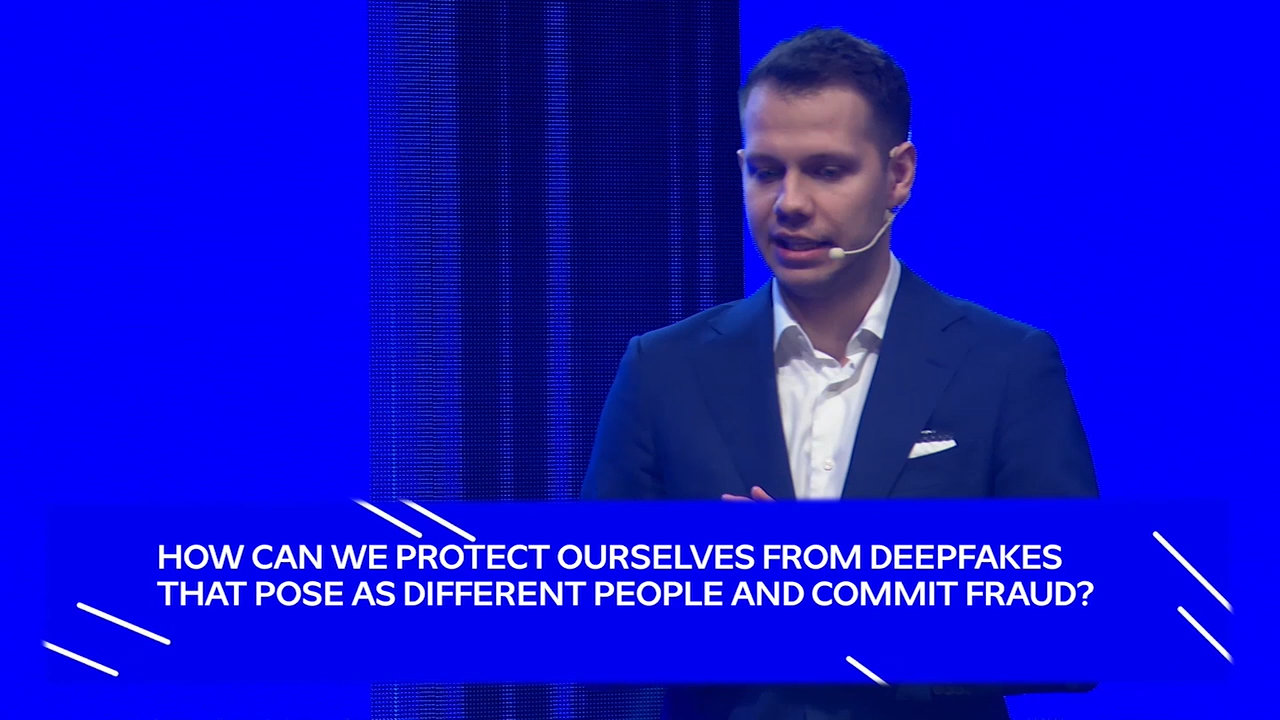 HOW CAN WE PROTECT OURSELVES FROM DEEPFAKES
THAT POSE AS DIFFERENT PEOPLE AND COMMIT FRAUD?